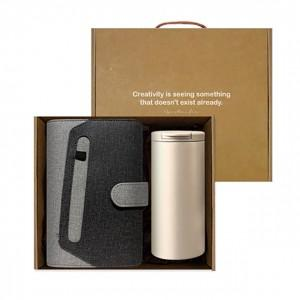 Creativity is seeing something
that doesn't exist already.